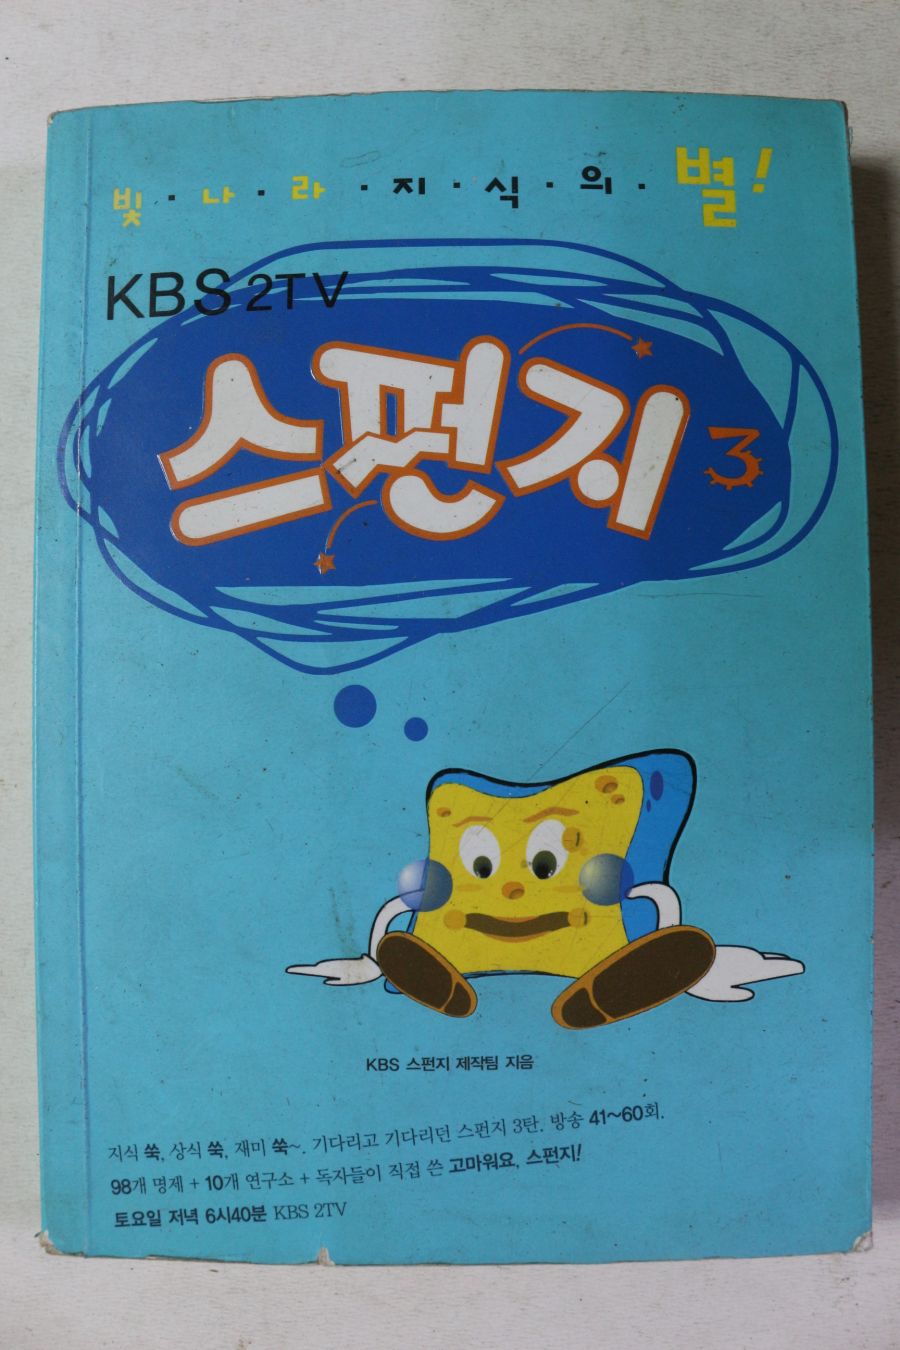 빛·나·라·지·식·의·별!
KBS 2TV
스펀지 3
KBS 스펀지 제작팀 지음
지식 쏙, 상식 쑥, 재미 쑥~. 기다리고 기다리던 스펀지 3탄. 방송 41~60회.
98개 명제 + 10개 연구소 + 독자들이 직접 쓴 고마워요, 스펀지!
토요일 저녁 6시40분 KBS 2TV